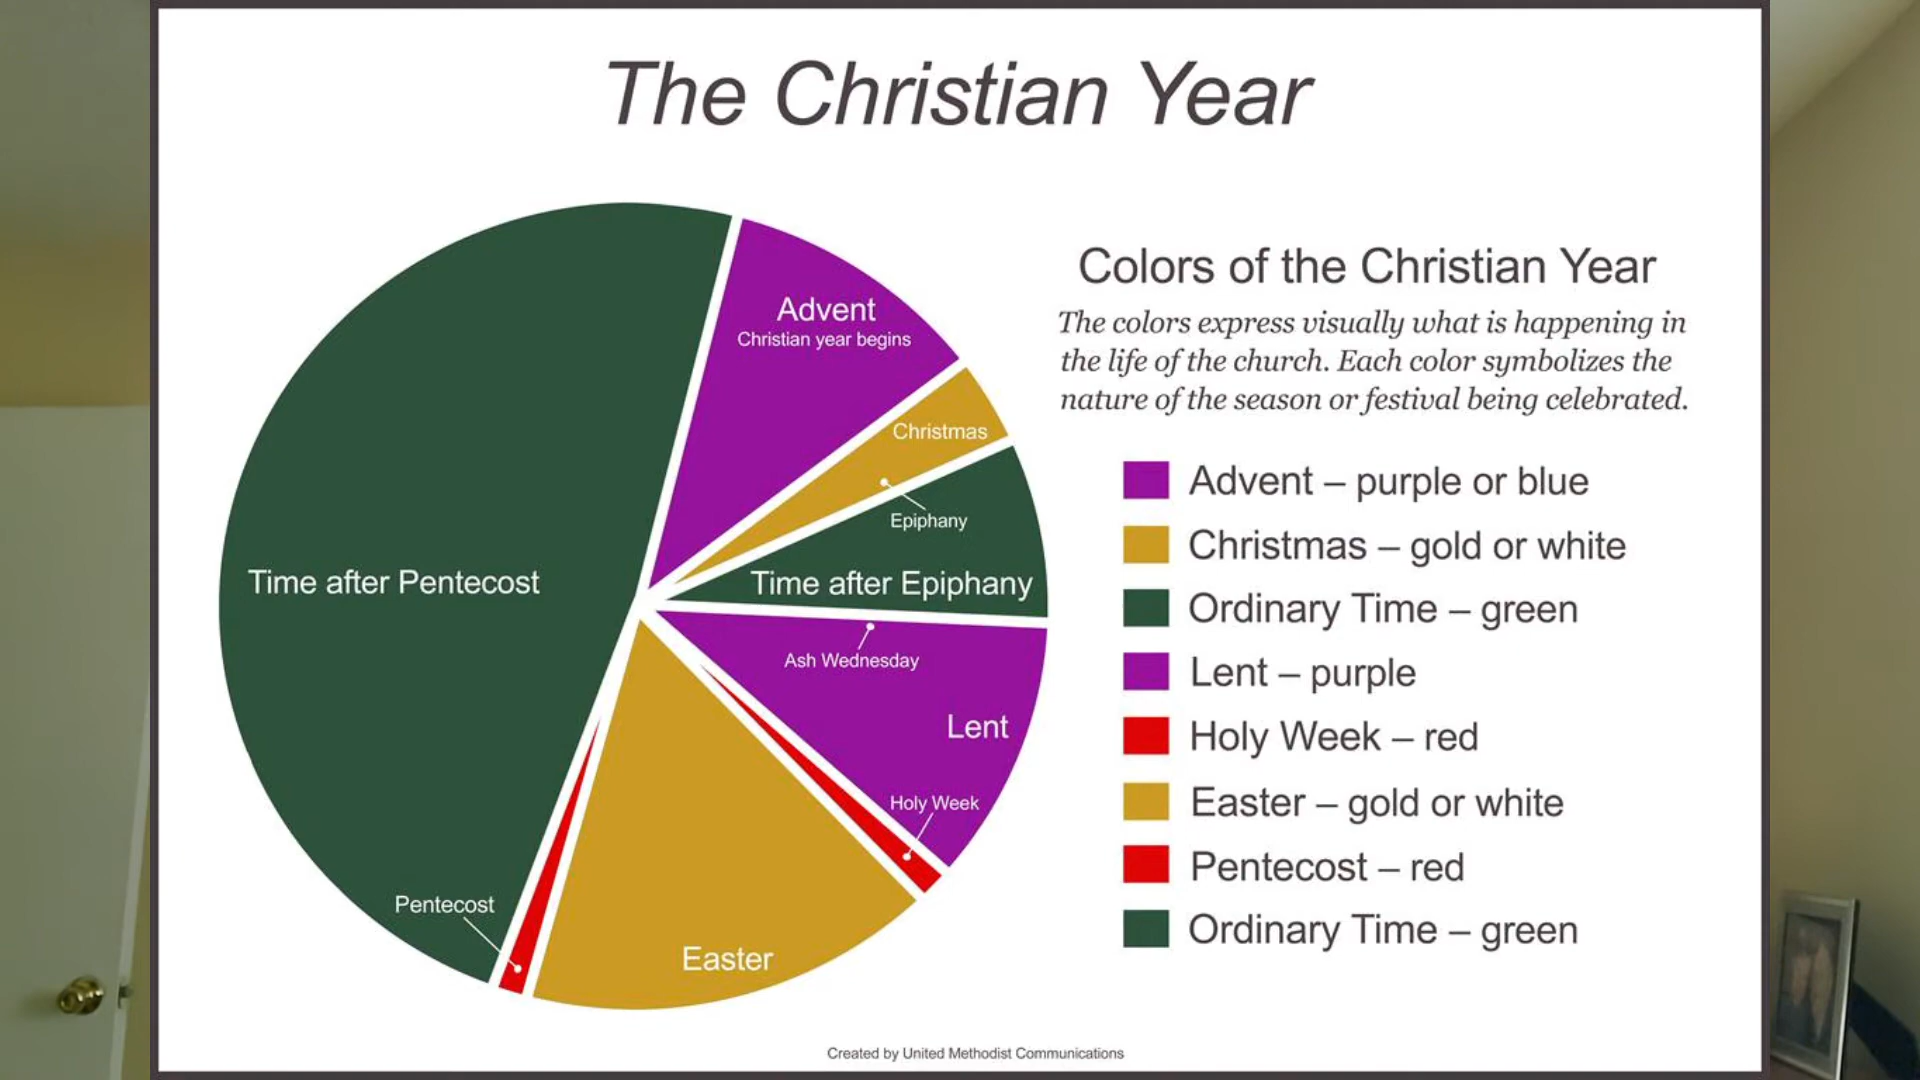 The Christian Year
Advent
Christian year begins
Christmas
Epiphany
Time after Epiphany
Ash Wednesday
Lent
Holy Week
Easter
Pentecost
Time after Pentecost
Colors of the Christian Year
The colors express visually what is happening in
the life of the church. Each color symbolizes the
nature of the season or festival being celebrated.
Advent – purple or blue
Christmas – gold or white
Ordinary Time – green
Lent – purple
Holy Week – red
Easter – gold or white
Pentecost – red
Ordinary Time – green
Created by United Methodist Communications